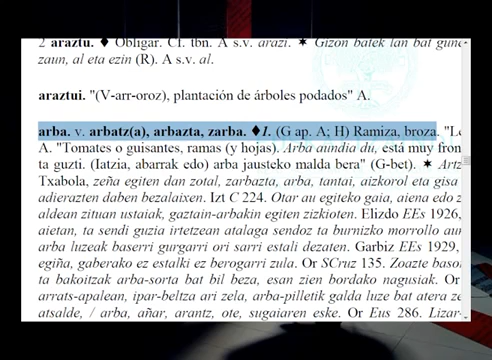 2 araztu. ♦ Obligar. Cf. tbn. A s.v. arazi. ✶ Gizon batek lan bat gune
zaun, al eta ezin (R). A s.v. al.
araztui. "(V-arr-oroz), plantación de árboles podados" A.
arba. v. arbatz(a), arbazta, zarba. ♦1. (G ap. A; H) Ramiza, broza. "Le
A. "Tomates o guisantes, ramas (y hojas). Arba aundia du, está muy fron
ta guzti. (Iatzia, abarrak edo) arba jausteko malda bera" (G-bet). ✶ Artz
Txabola, zeña egiten dan zotal, zarbazta, arba, tantai, aizkorol eta gisa
adierazten daben bezalaixen. Izt C 224. Otar au egiteko gaia, aiena edo z
aldean zituan ustaiak, gaztain-arbakin egiten zizkioten. Elizdo EEs 1926,
aietan, ta sendi guzia irtetzean atalaga sendoz ta burnizko morrollo aur
arba luzeak baserri gurgarri ori sarri estali dezaten. Garbiz EEs 1929,
egiña, gaberako ez estalki ez berogarri zula. Or SCruz 135. Zoazte baso
ta bakoitzak arba-sorta bat bil beza, esan zien bordako nagusiak. Or
arrats-apalean, ipar-beltza ari zela, arba-pilletik galda luze bat atera ze
atsalde, / arba, añar, arantz, ote, sugaiaren eske. Or Eus 286. Lizar-